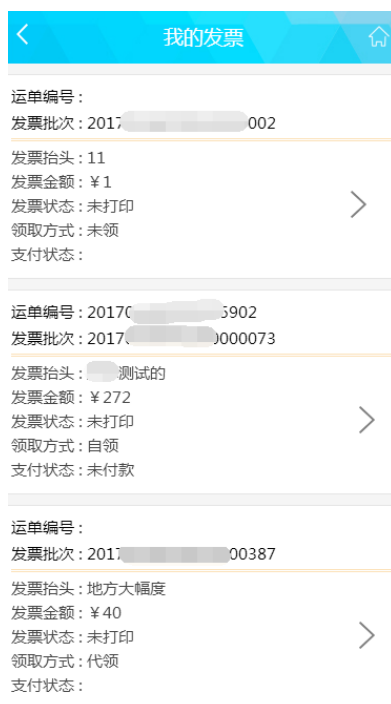 我的发票
运单编号：
发票批次：2017 002
发票抬头：11
发票金额：￥1
发票状态：未打印
领取方式：未领
支付状态：
运单编号：20170 5902
发票批次：2017 0000073
发票抬头： 测试的
发票金额：￥272
发票状态：未打印
领取方式：自领
支付状态：未付款
运单编号：
发票批次：2017 00387
发票抬头：地方大幅度
发票金额：￥40
发票状态：未打印
领取方式：代领
支付状态：